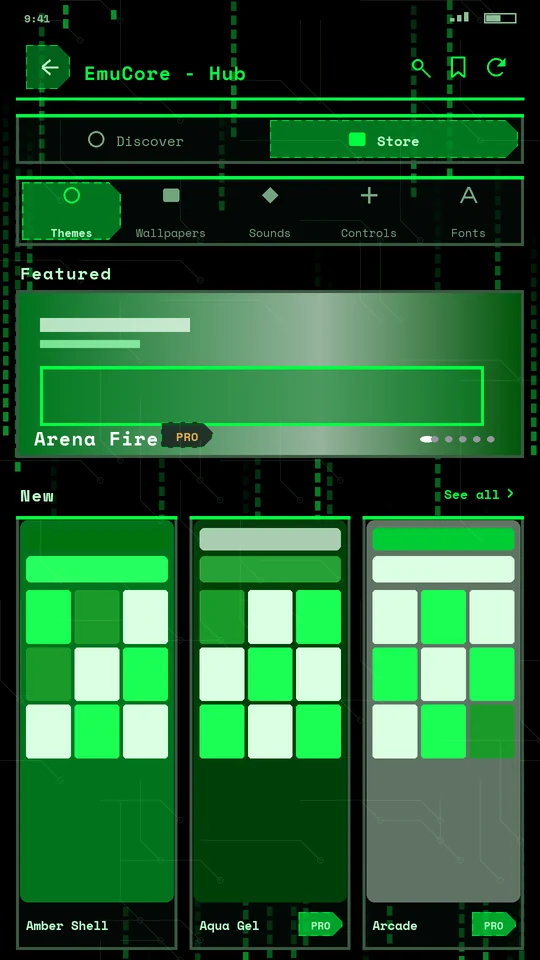 9:41
EmuCore - Hub
Discover
Store
Themes
Wallpapers
Sounds
Controls
Fonts
Featured
Arena Fire PRO
New
See all
Amber Shell
Aqua Gel PRO
Arcade PRO